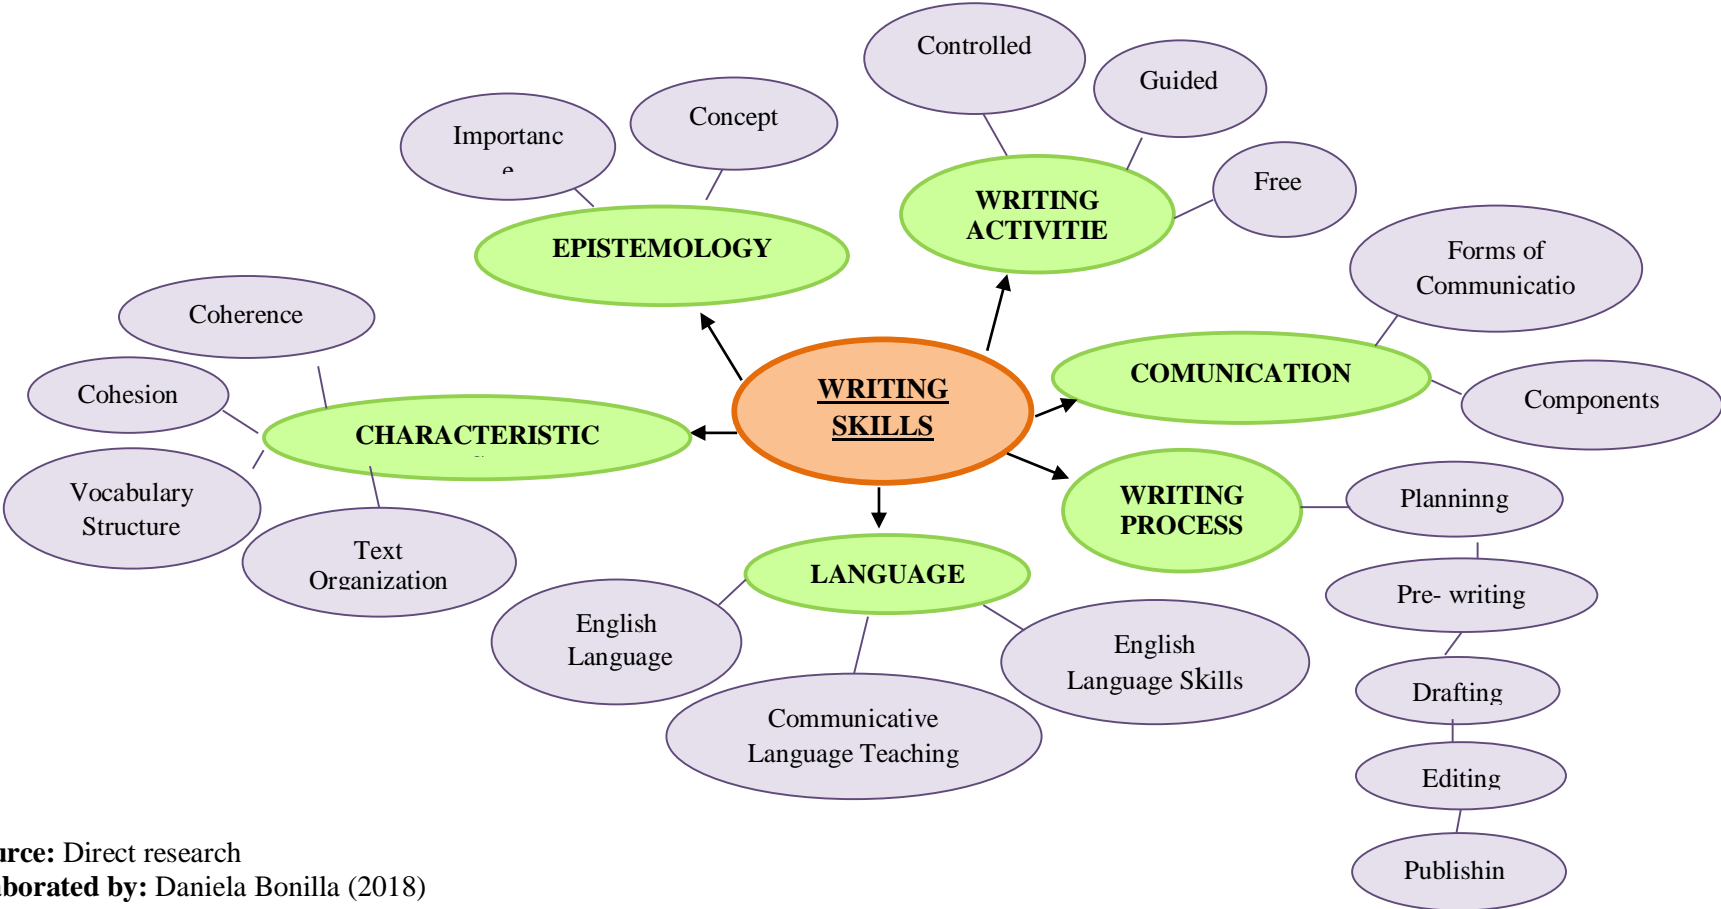 Controlled
Guided
Free
WRITING
ACTIVITIE
Importanc
e
Concept
EPISTEMOLOGY
Forms of
Communicatio
COMUNICATION
Components
Coherence
Cohesion
CHARACTERISTIC
Vocabulary
Structure
Text
Organization
WRITING
SKILLS
WRITING
PROCESS
Planninng
Pre- writing
Drafting
Editing
Publishin
LANGUAGE
English
Language
Communicative
Language Teaching
English
Language Skills
urce: Direct research
borated by: Daniela Bonilla (2018)